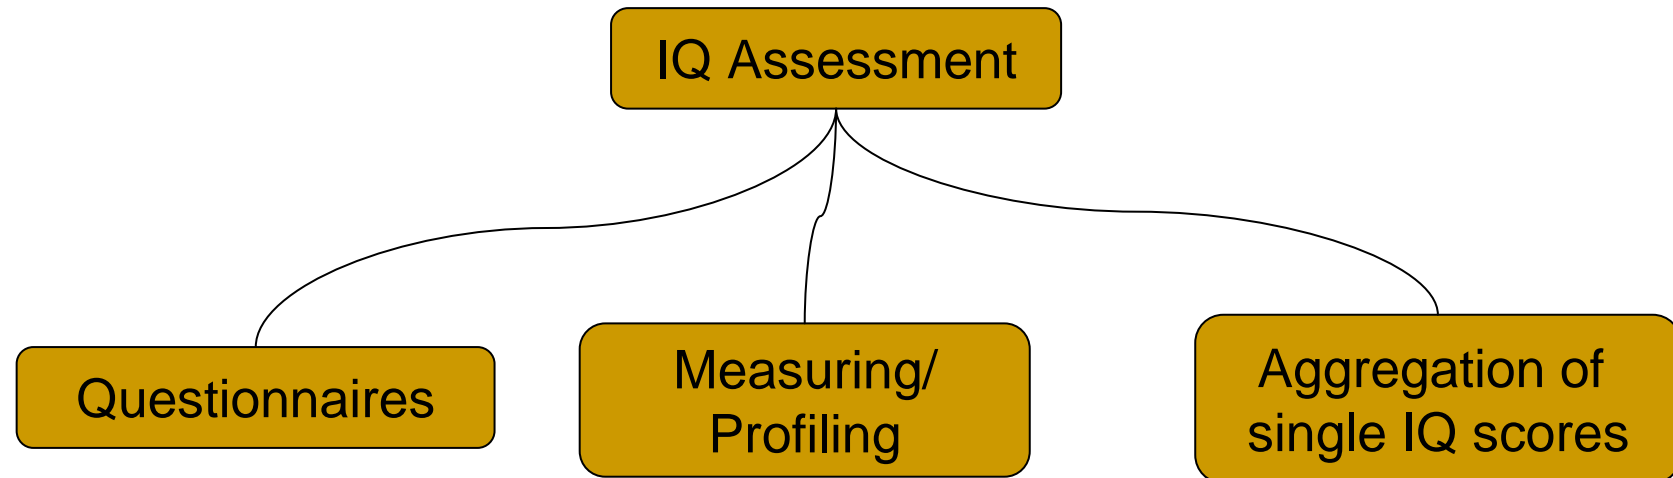 IQ Assessment
Questionnaires
Measuring/
Profiling
Aggregation of
single IQ scores